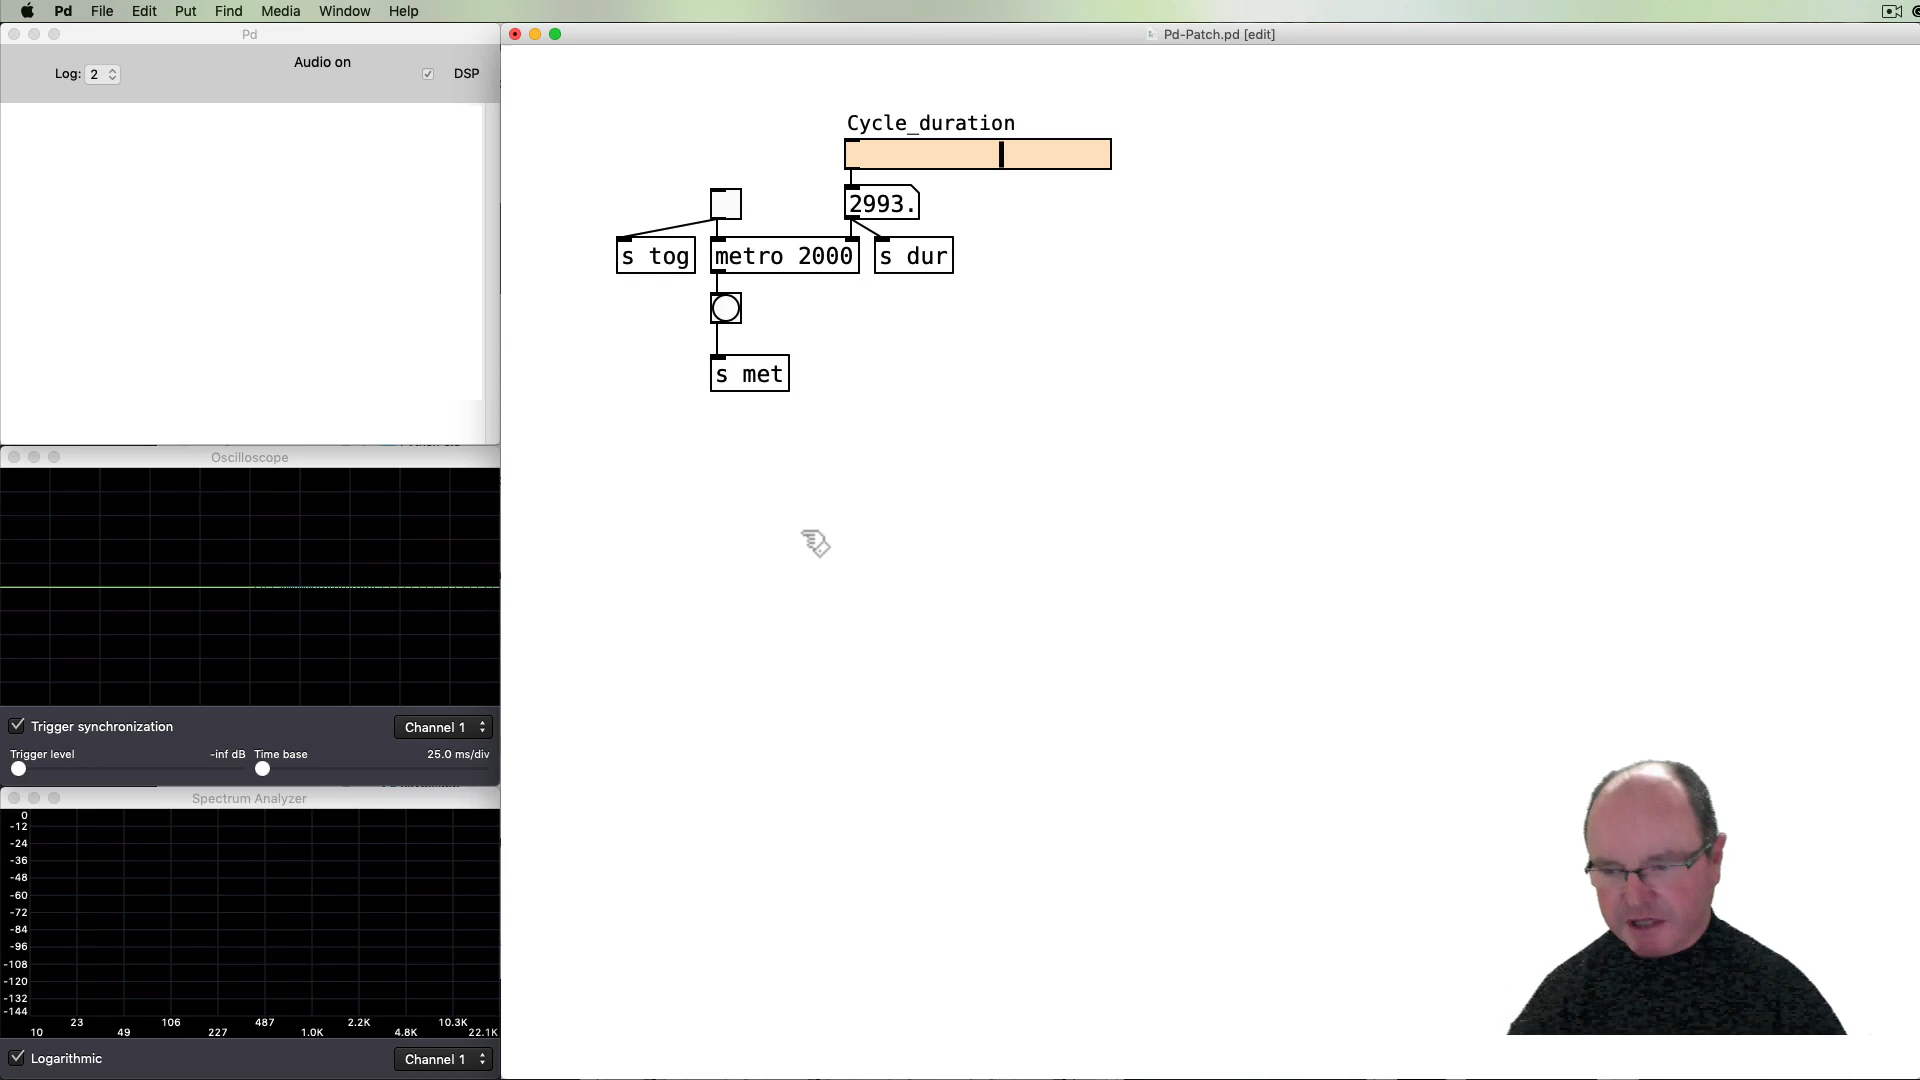 Pd File Edit Put Find Media Window Help
Pd
Log: 2
Audio on
DSP
Pd-Patch.pd [edit]
Cycle_duration
2993.
s tog
metro 2000
s dur
s met
Oscilloscope
Trigger synchronization
Channel 1
Trigger level
-inf dB
Time base
25.0 ms/div
Spectrum Analyzer
0
-12
-24
-36
-48
-60
-72
-84
-96
-108
-120
-132
-144
23 106 487 2.2K 10.3K
10 49 227 1.0K 4.8K 22.1K
Logarithmic
Channel 1